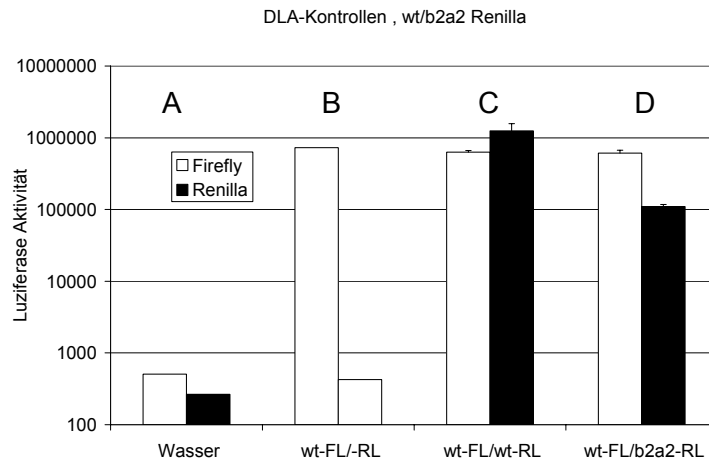 DLA-Kontrollen , wt/b2a2 Renilla
Luziferase Aktivität
10000000
1000000
100000
10000
1000
100
A
B
C
D
Firefly
Renilla
Wasser
wt-FL/-RL
wt-FL/wt-RL
wt-FL/b2a2-RL